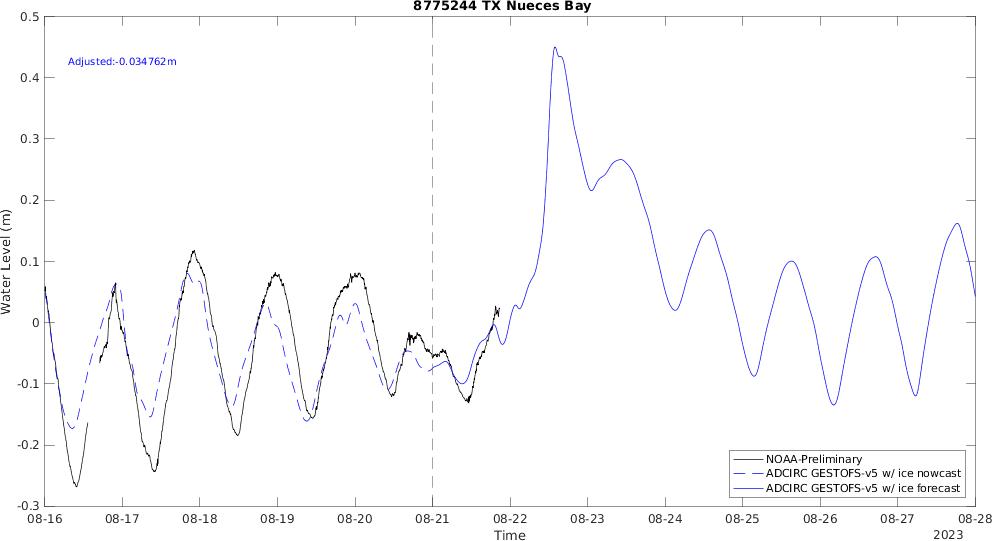 8775244 TX Nueces Bay
Adjusted:-0.034762m
Water Level (m)
0.5
0.4
0.3
0.2
0.1
0
-0.1
-0.2
-0.3
NOAA-Preliminary
ADCIRC GESTOFS-v5 w/ ice nowcast
ADCIRC GESTOFS-v5 w/ ice forecast
08-16 08-17 08-18 08-19 08-20 08-21 08-22 08-23 08-24 08-25 08-26 08-27 08-28
Time
2023